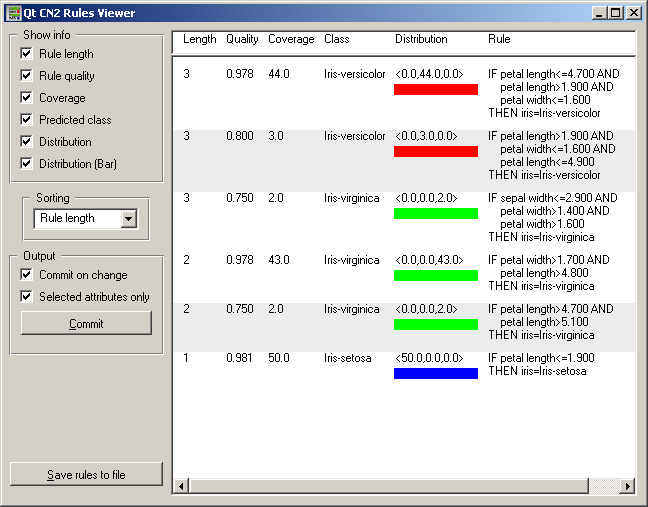 Qt CN2 Rules Viewer
Show info
Rule length
Rule quality
Coverage
Predicted class
Distribution
Distribution (Bar)
Sorting
Rule length
Output
Commit on change
Selected attributes only
Commit
Save rules to file
Length Quality Coverage Class Distribution Rule
3 0.978 44.0 Iris-versicolor <0.0,44.0,0.0> IF petal length<=4.700 AND
petal length>1.900 AND
petal width<=1.600
THEN iris=Iris-versicolor
3 0.800 3.0 Iris-versicolor <0.0,3.0,0.0> IF petal length>1.900 AND
petal width<=1.600 AND
petal length<=4.900
THEN iris=Iris-versicolor
3 0.750 2.0 Iris-virginica <0.0,0.0,2.0> IF sepal width<=2.900 AND
petal width>1.400 AND
petal width>1.600
THEN iris=Iris-virginica
2 0.978 43.0 Iris-virginica <0.0,0.0,43.0> IF petal width>1.700 AND
petal length>4.800
THEN iris=Iris-virginica
2 0.750 2.0 Iris-virginica <0.0,0.0,2.0> IF petal length>4.700 AND
petal length>5.100
THEN iris=Iris-virginica
1 0.981 50.0 Iris-setosa <50.0,0.0,0.0> IF petal length<=1.900
THEN iris=Iris-setosa